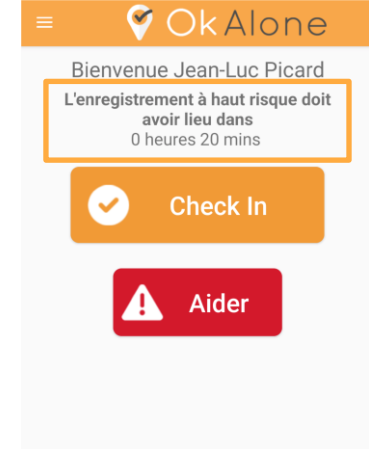 OkAlone
Bienvenue Jean-Luc Picard
L'enregistrement à haut risque doit
avoir lieu dans
0 heures 20 mins
Check In
Aider